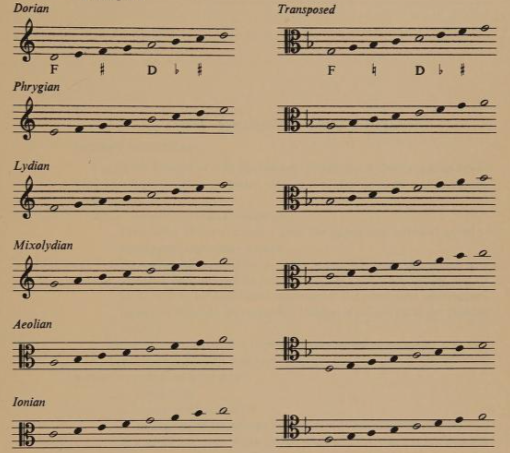 Dorian
Transposed
F ♯ D ♭ ♯
F ♮ D ♭ ♯
Phrygian
Lydian
Mixolydian
Aeolian
Ionian